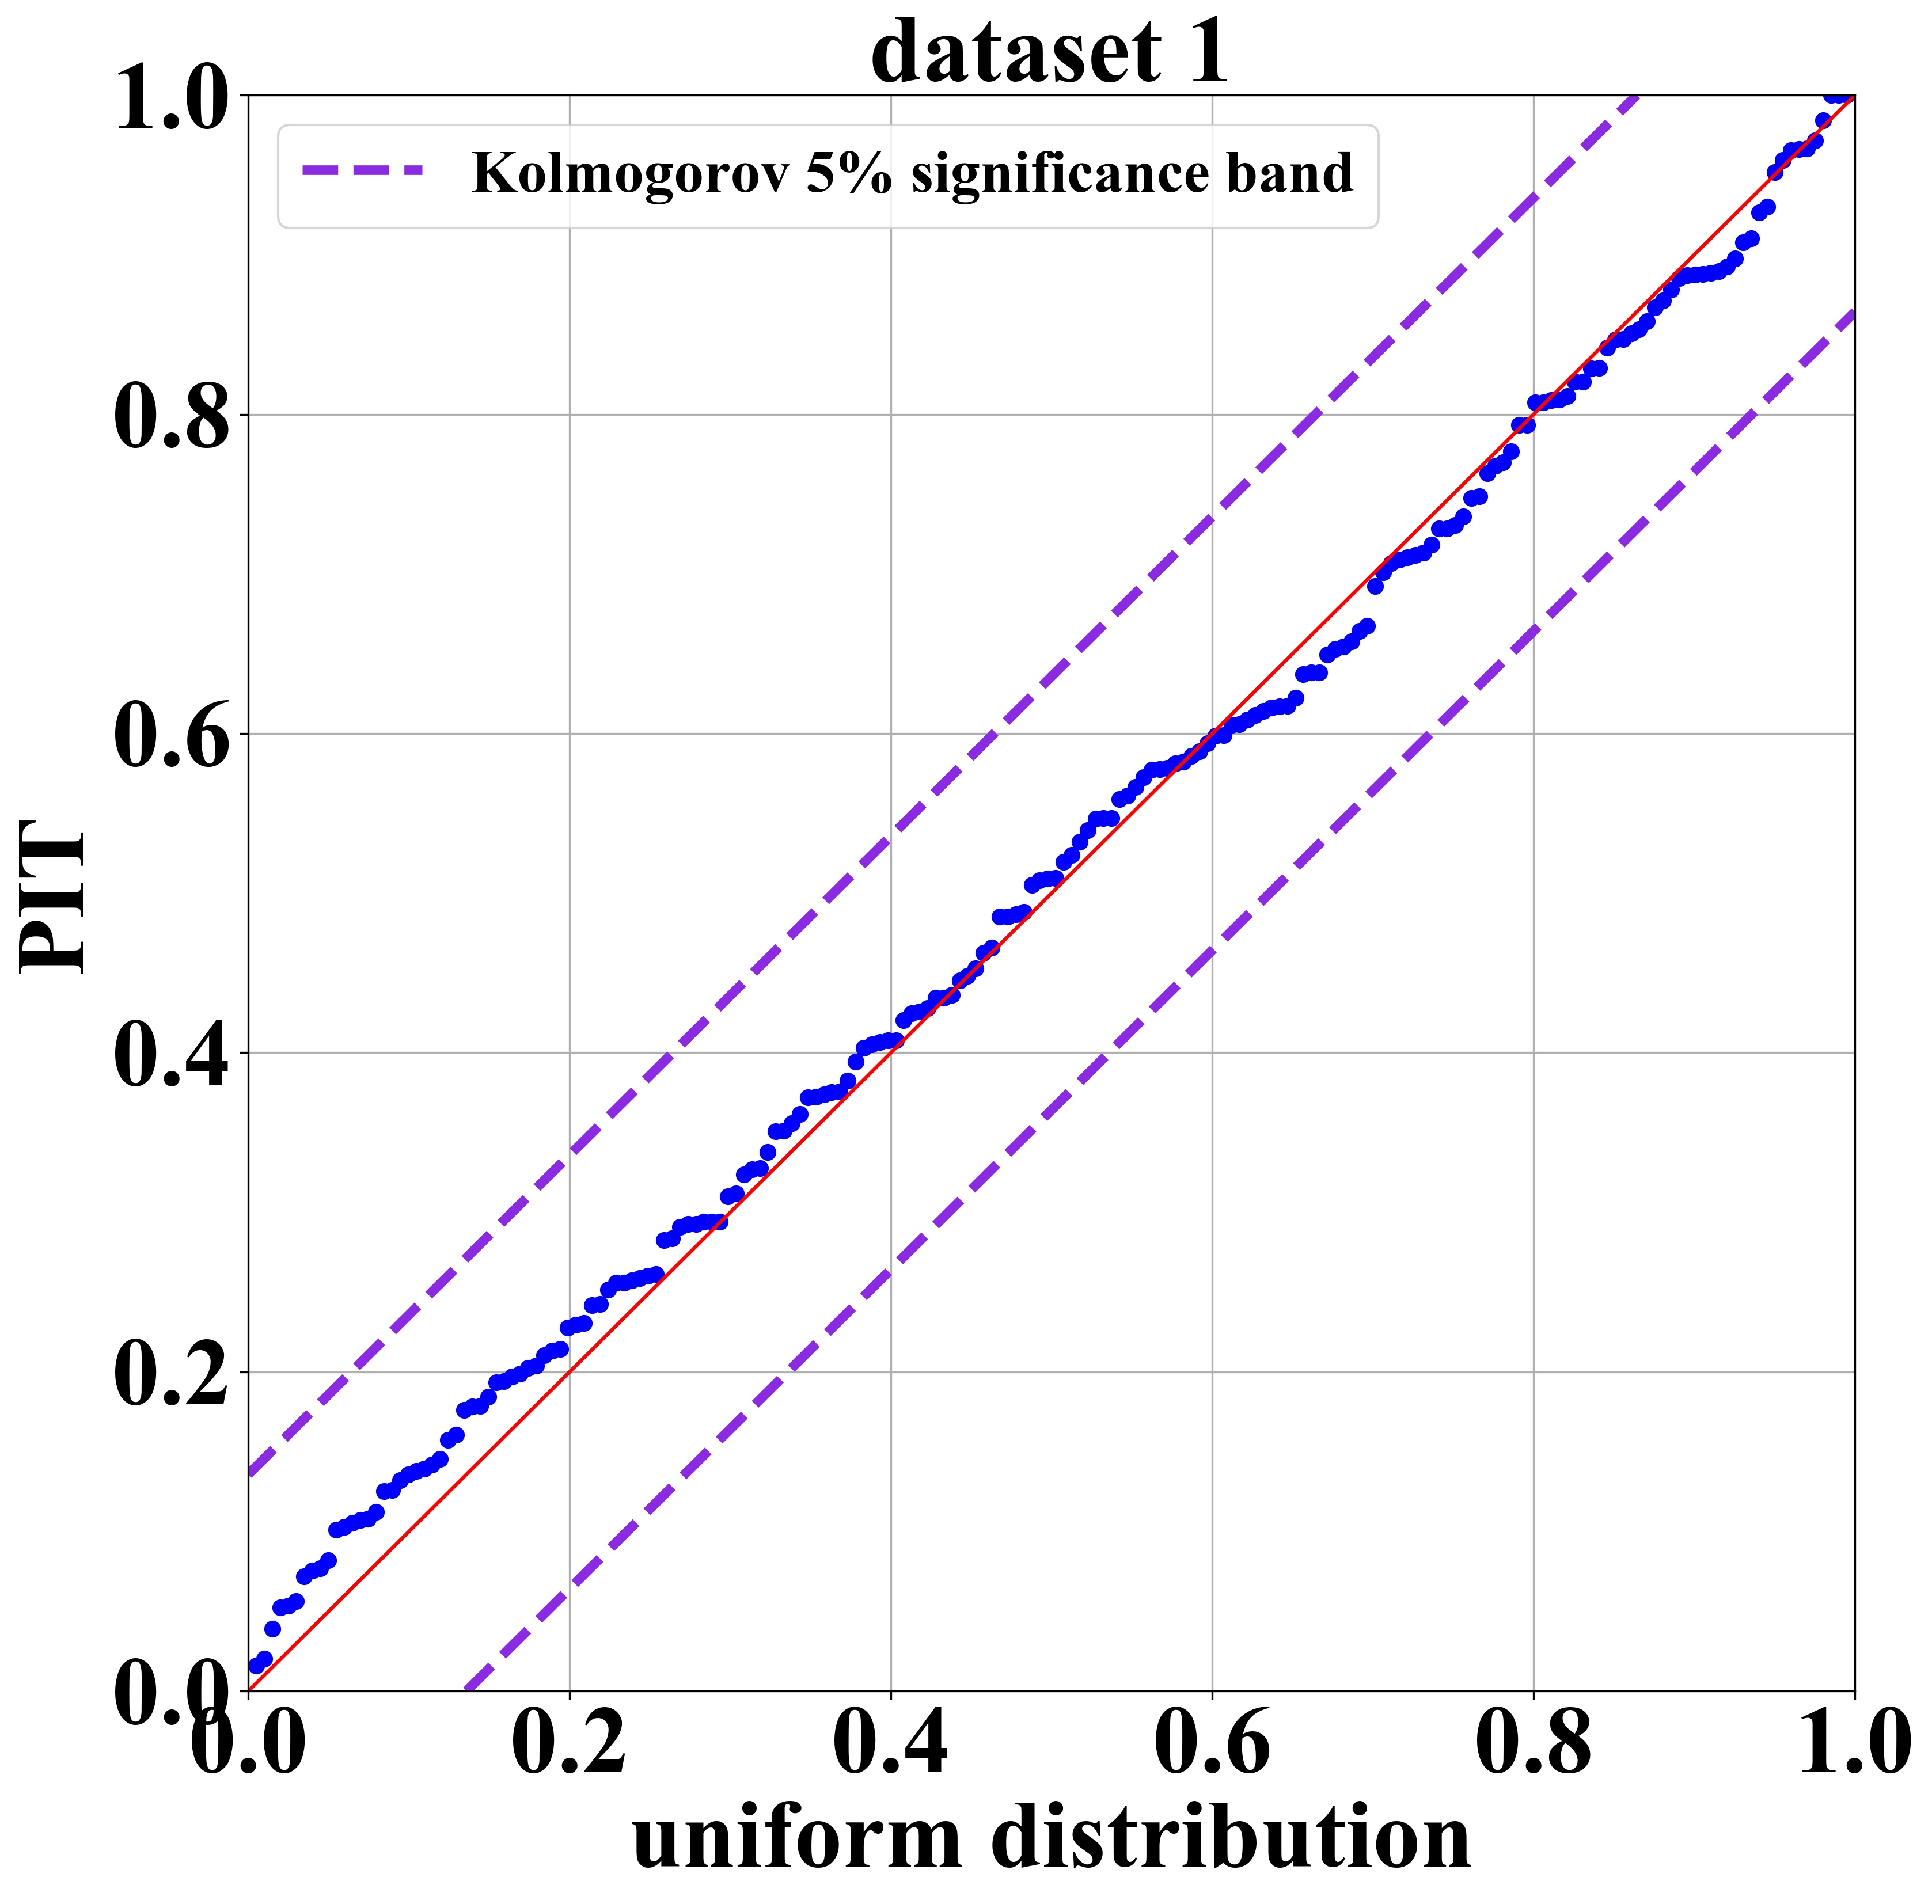 dataset 1
Kolmogorov 5% significance band
PIT
1.0
0.8
0.6
0.4
0.2
0.0
0.0 0.2 0.4 0.6 0.8 1.0
uniform distribution